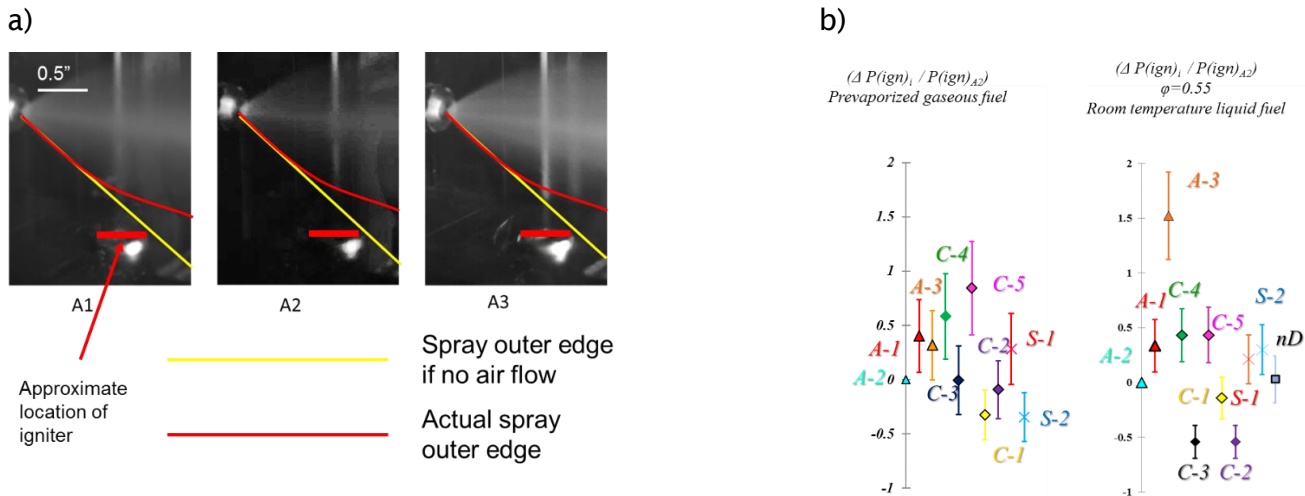 a)
0.5”
A1
A2
A3
Approximate
location of
igniter
Spray outer edge
if no air flow
Actual spray
outer edge
b)
(Δ P(ign)i / P(ign)A2)
Prevaporized gaseous fuel
2
1.5
1
0.5
0
-0.5
-1
C-4
C-5
A-3
A-1
S-1
C-2
A-2
C-3
S-2
C-1
(Δ P(ign)i / P(ign)A2)
φ=0.55
Room temperature liquid fuel
2
1.5
1
0.5
0
-0.5
-1
A-3
C-4
A-1
S-2
C-5
nD
A-2
C-1
S-1
C-3
C-2